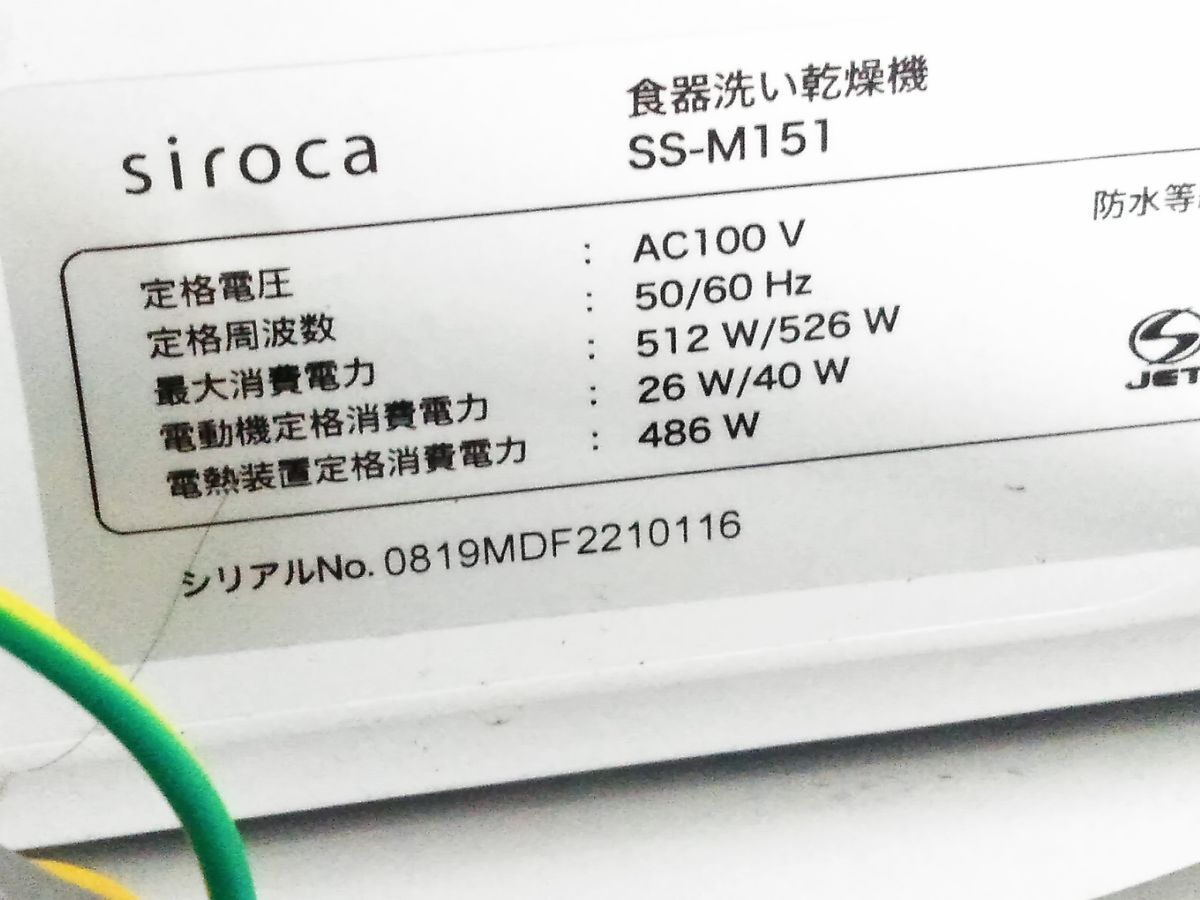 siroca
食器洗い乾燥機
SS-M151
防水等
定格電圧 : AC100 V
定格周波数 : 50/60 Hz
最大消費電力 : 512 W/526 W
電動機定格消費電力 : 26 W/40 W
電熱装置定格消費電力 : 486 W
JET
シリアルNo. 0819MDF2210116